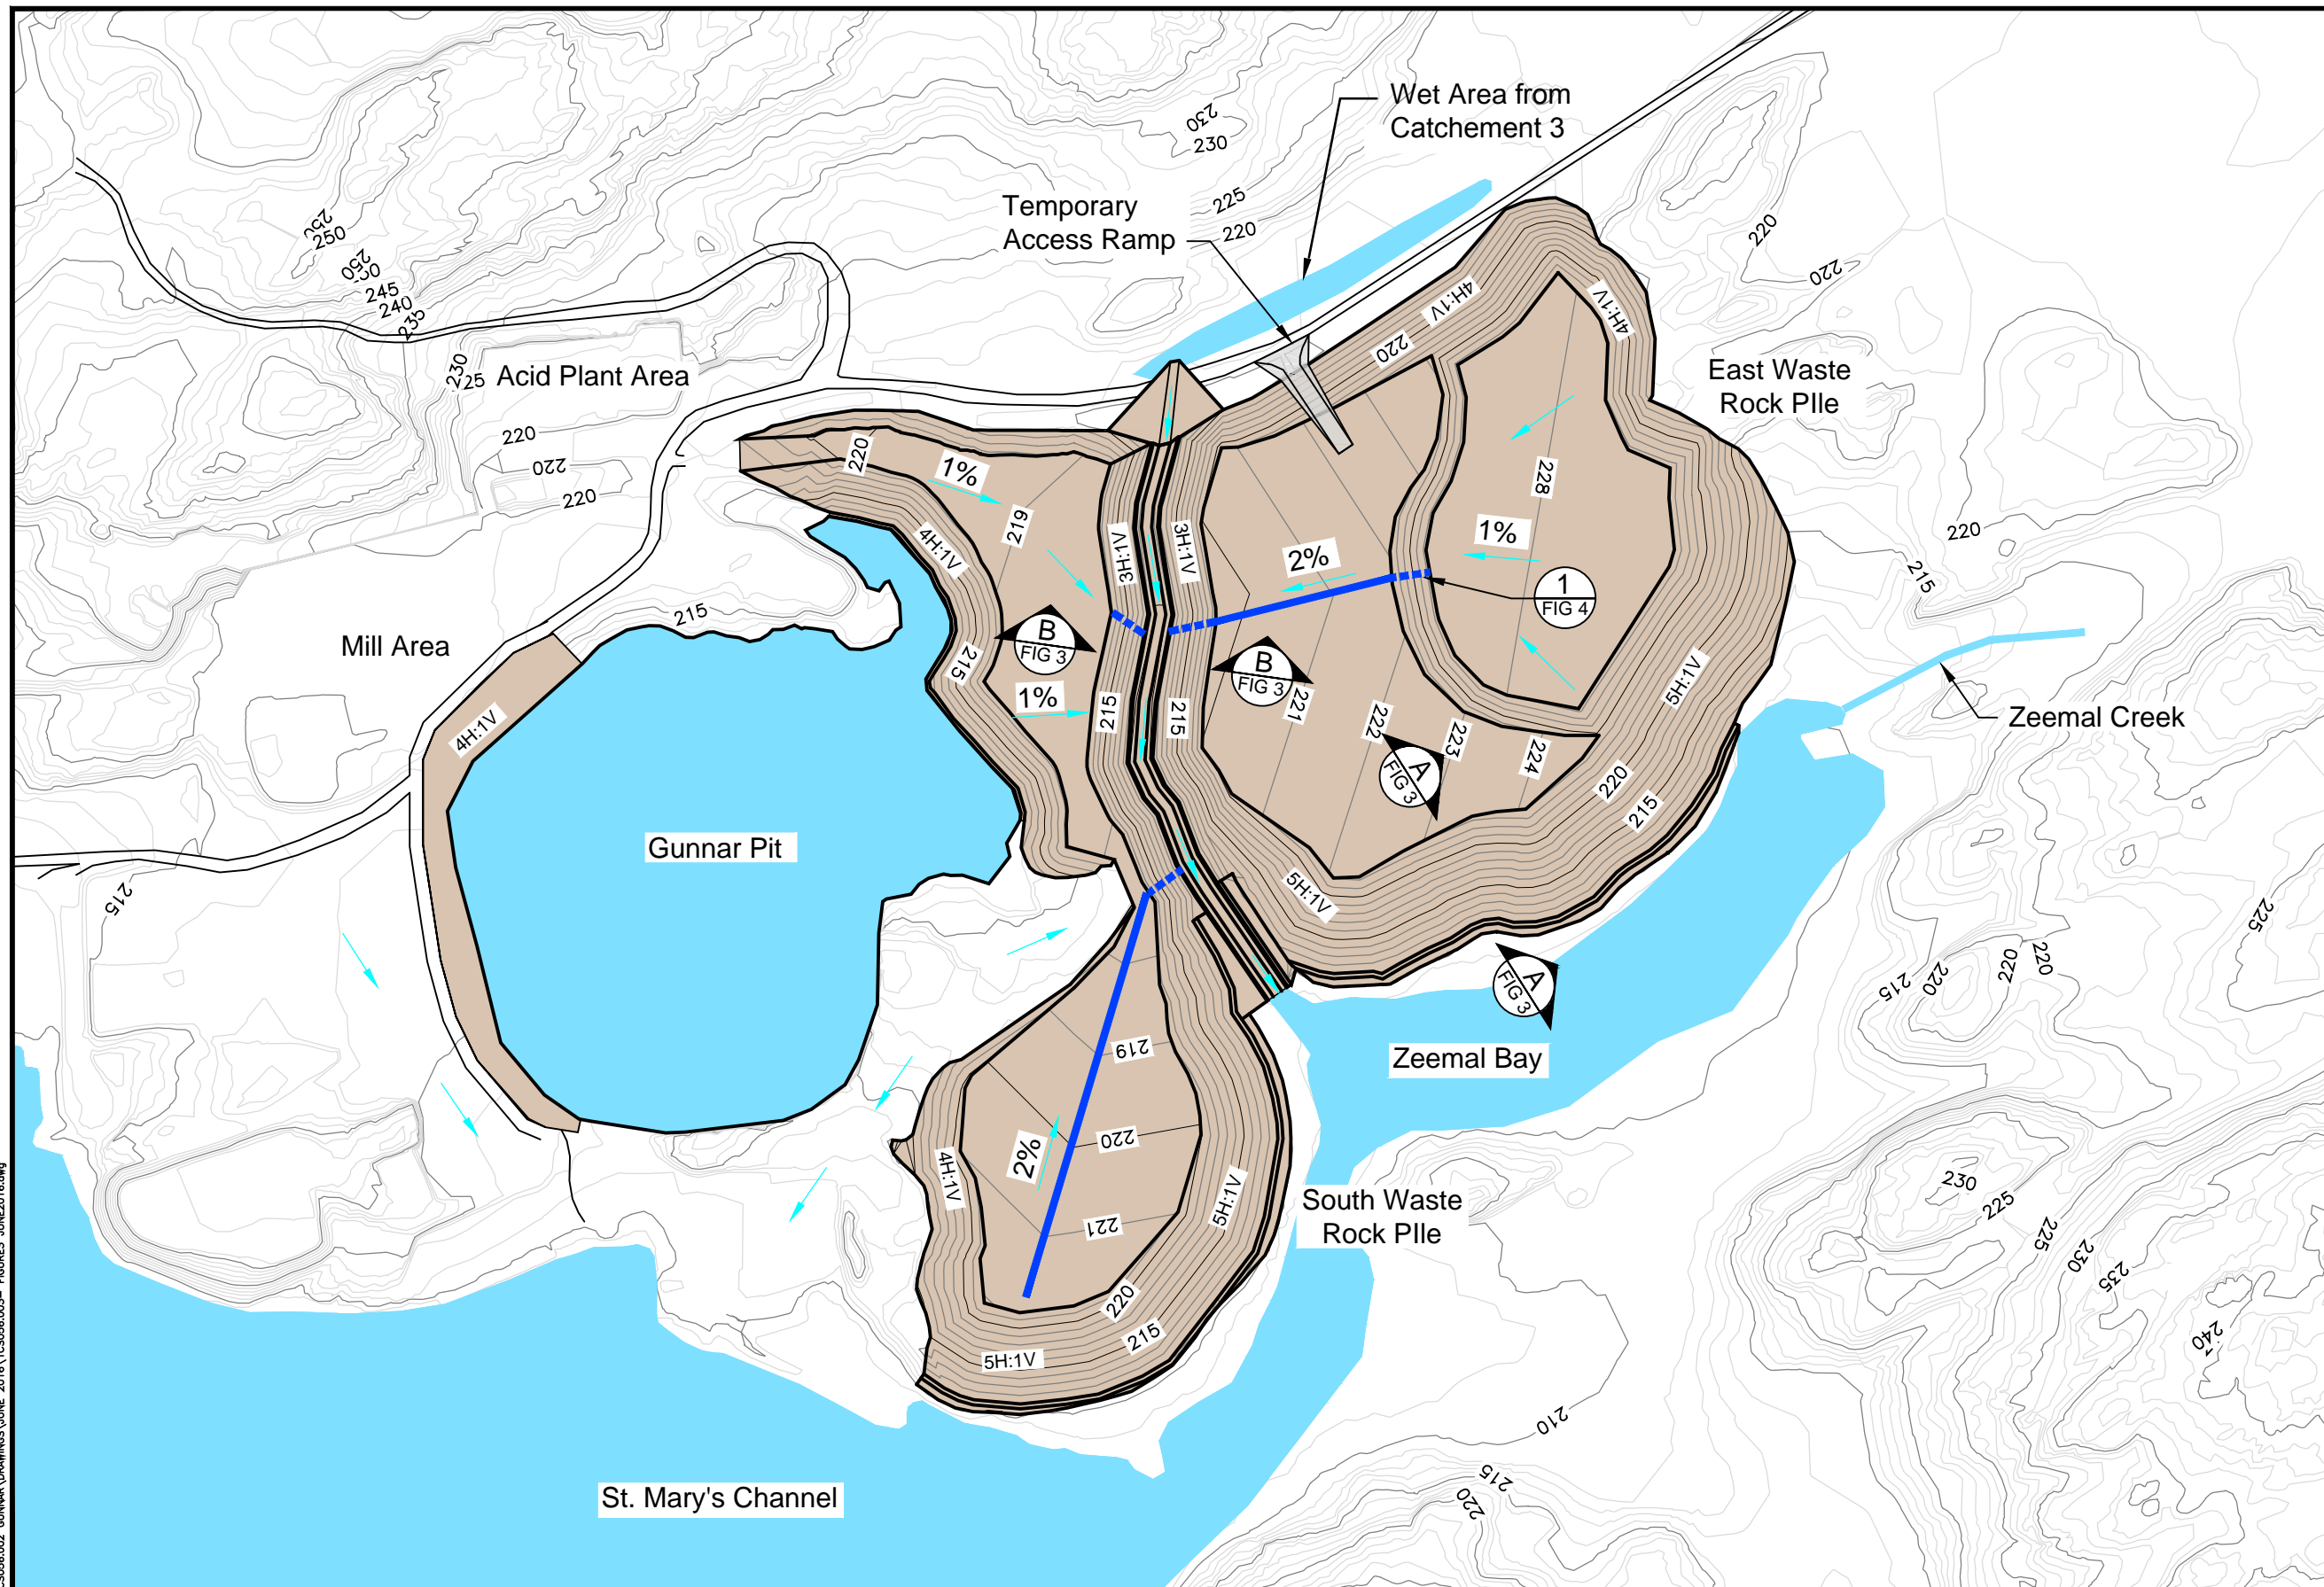 Wet Area from
Catchement 3
Temporary
Access Ramp
230
230
225
220
220
220
250
250
250
245
240
235
230
Acid Plant Area
220
220
220
East Waste
Rock PIle
4H:1V
4H:1V
220
220
1%
219
4H:1V
3H:1V
3H:1V
228
1%
2%
1
FIG 4
220
215
215
Mill Area
4H:1V
B
FIG 3
B
FIG 3
215
1%
215
215
221
222
223
224
A
FIG 3
5H:1V
220
215
Zeemal Creek
Gunnar Pit
215
5H:1V
225
A
FIG 3
215
220
220
220
Zeemal Bay
219
220
221
2%
4H:1V
5H:1V
South Waste
Rock PIle
220
215
5H:1V
230
225
225
230
235
240
210
215
220
St. Mary's Channel